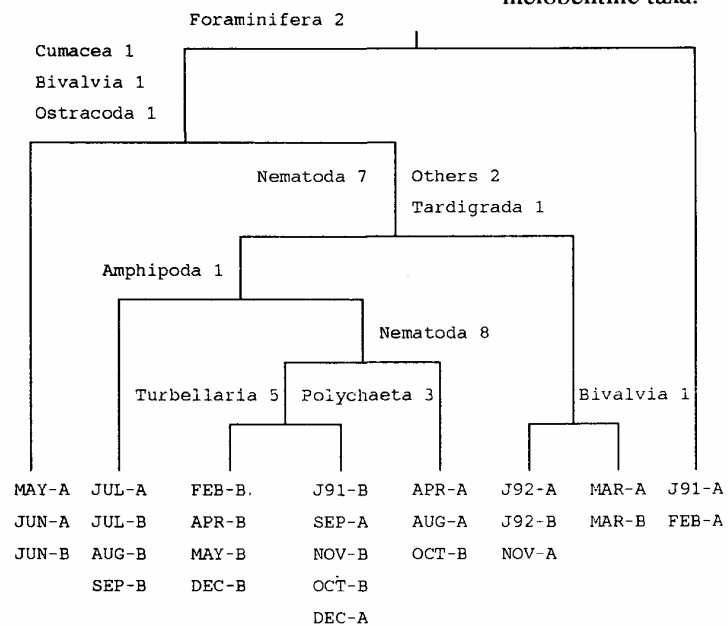 meiobenthic taxa.
Foraminifera 2
Cumacea 1
Bivalvia 1
Ostracoda 1
Nematoda 7 Others 2
Tardigrada 1
Amphipoda 1
Nematoda 8
Turbellaria 5 Polychaeta 3 Bivalvia 1
MAY-A JUL-A FEB-B. J91-B APR-A J92-A MAR-A J91-A
JUN-A JUL-B APR-B SEP-A AUG-A J92-B MAR-B FEB-A
JUN-B AUG-B MAY-B NOV-B OCT-B NOV-A
SEP-B DEC-B OCT-B
DEC-A